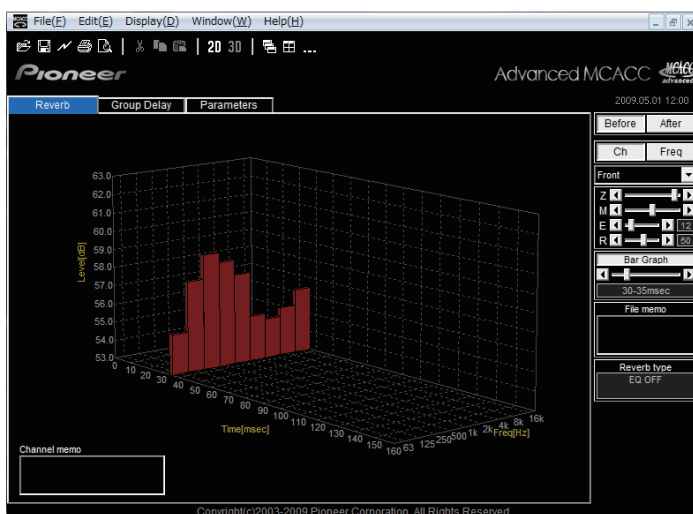 File(F) Edit(E) Display(D) Window(W) Help(H)
2D 3D ...
Pioneer
Advanced MCACC MCACC advanced
Reverb Group Delay Parameters
2009.05.01 12:00
Before After
Ch Freq
Front
Z
M
E 12
R 50
Bar Graph
30-35msec
File memo
Reverb type
EQ OFF
Level[dB]
63.0
62.0
61.0
60.0
59.0
58.0
57.0
56.0
55.0
54.0
53.0
0 10 20 30 40 50 60 70 80 90 100 110 120 130 140 150 160
Time[msec]
63 125 250 500 1k 2k 4k 8k 16k
Freq[Hz]
Channel memo
Copyright(c)2003-2009 Pioneer Corporation. All Rights Reserved.